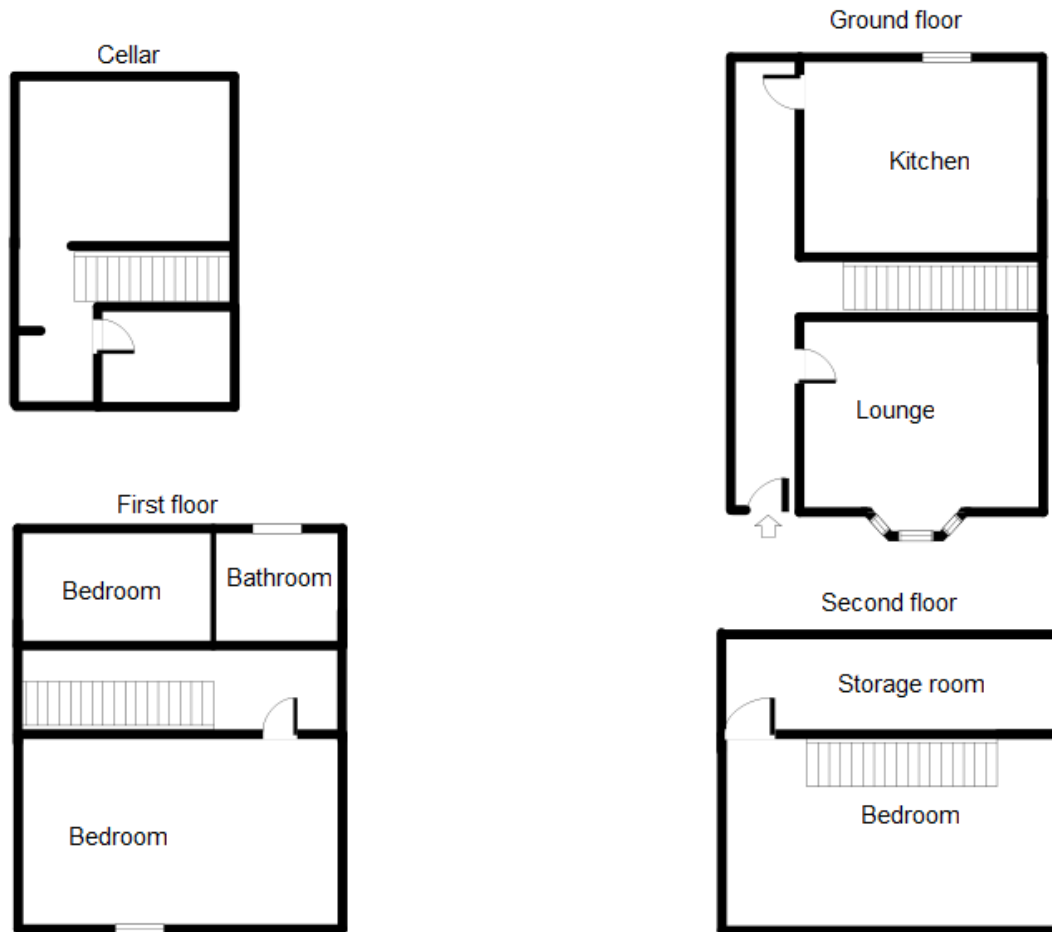 Cellar
Ground floor
Kitchen
Lounge
First floor
Bedroom
Bathroom
Bedroom
Second floor
Storage room
Bedroom